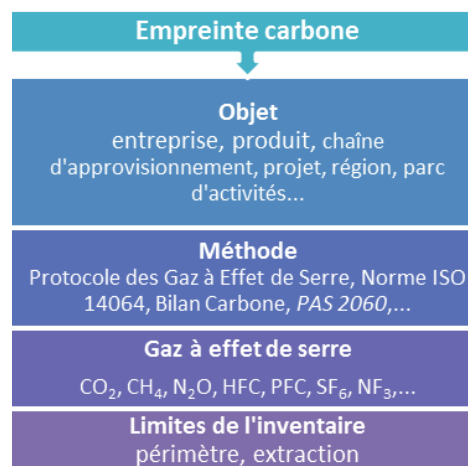 Empreinte carbone
Objet
entreprise, produit, chaîne
d'approvisionnement, projet, région, parc
d'activités...
Méthode
Protocole des Gaz à Effet de Serre, Norme ISO
14064, Bilan Carbone, PAS 2060,...
Gaz à effet de serre
CO₂, CH₄, N₂O, HFC, PFC, SF₆, NF₃,...
Limites de l'inventaire
périmètre, extraction